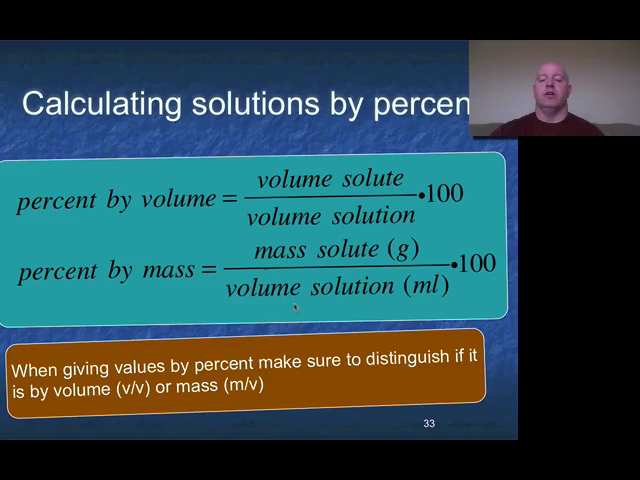 Calculating solutions by percen
percent by volume = volume solute / volume solution •100
percent by mass = mass solute (g) / volume solution (ml) •100
When giving values by percent make sure to distinguish if it
is by volume (v/v) or mass (m/v)
33